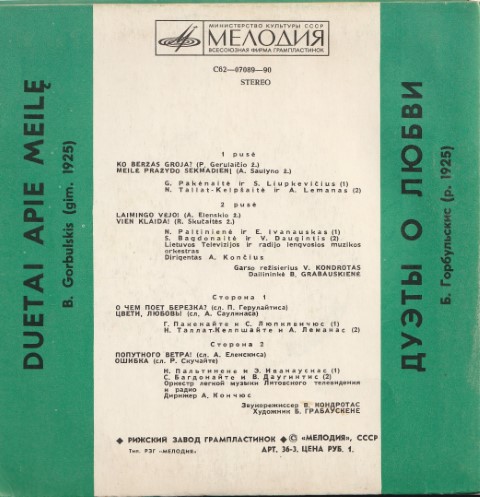 МИНИСТЕРСТВО КУЛЬТУРЫ СССР
МЕЛОДИЯ
ВСЕСОЮЗНАЯ ФИРМА ГРАМПЛАСТИНОК
С62—07089—90
STEREO
DUETAI APIE MEILĘ
B. Gorbulskis (gim. 1925)
1 pusė
KO BERŽAS GROJA? (P. Gerulaičio ž.)
MEILE PRAŽYDO SEKMADIENĮ (A. Saulyno ž.)
G. Pakėnaitė ir S. Liupkevičius (1)
N. Tallat-Kelpšaitė ir A. Lemanas (2)
2 pusė
LAIMINGO VĖJO! (A. Elenskio ž.)
VIEN KLAIDA! (R. Skučaitės ž.)
N. Paltinienė ir E. Ivanauskas (1)
S. Bagdonaitė ir V. Daugintis (2)
Lietuvos Televizijos ir radijo lengvosios muzikos
orkestras
Dirigentas A. Končius
Garso režisierius V. KONDROTAS
Dailininkė B. GRABAUSKIENĖ
Сторона 1
О ЧЕМ ПОЕТ БЕРЕЗКА? (сл. П. Герулайтиса)
ЦВЕТИ, ЛЮБОВЬ! (сл. А. Саулинаса)
Г. Пакенайте и С. Люпкявичюс (1)
Н. Таллат-Келпшайте и А. Леманас (2)
Сторона 2
ПОПУТНОГО ВЕТРА! (сл. А. Еленскиса)
ОШИБКА (сл. Р. Скучайте)
Н. Пальтинене и Э. Иванаускас (1)
С. Багдонайте и В. Даугинтис (2)
Оркестр легкой музыки Литовского телевидения
и радио
Дирижер А. Кончюс
Звукорежиссер В. КОНДРОТАС
Художник Б. ГРАБАУСКЕНЕ
◆ РИЖСКИЙ ЗАВОД ГРАМПЛАСТИНОК ◆ © «МЕЛОДИЯ», СССР
Тип. РЗГ «МЕЛОДИЯ»
АРТ. 36-3, ЦЕНА РУБ. 1.
ДУЭТЫ О ЛЮБВИ
Б. Горбульскис (р. 1925)